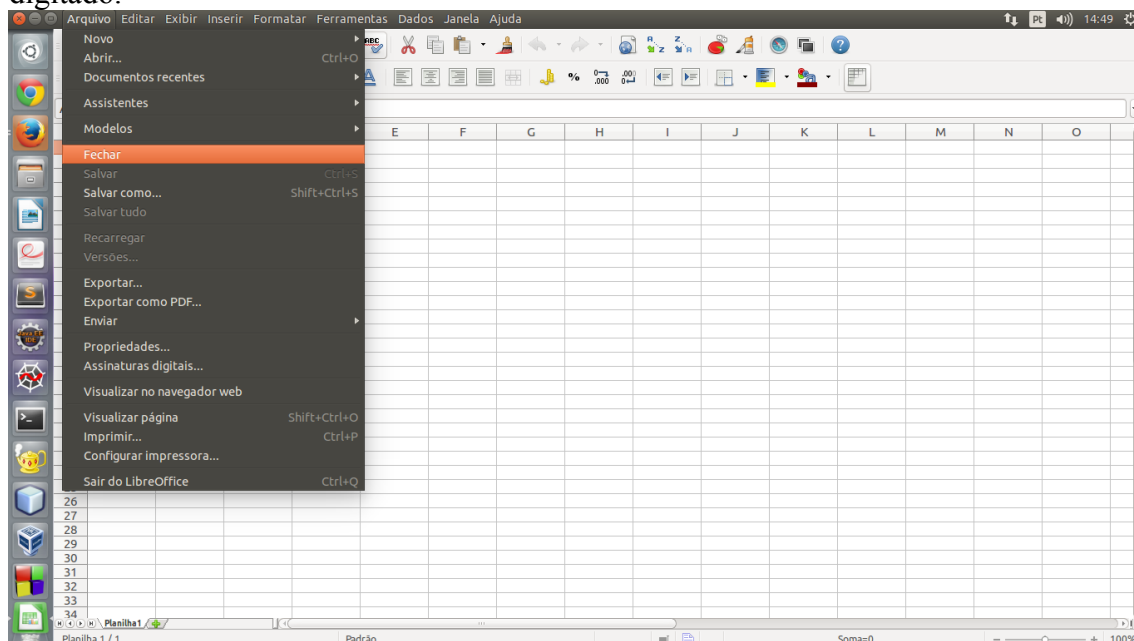 digitado.
Arquivo Editar Exibir Inserir Formatar Ferramentas Dados Janela Ajuda Pt 14:49
Novo
Abrir... Ctrl+O
Documentos recentes
Assistentes
Modelos
Fechar
Salvar Ctrl+S
Salvar como... Shift+Ctrl+S
Salvar tudo
Recarregar
Versões...
Exportar...
Exportar como PDF...
Enviar
Propriedades...
Assinaturas digitais...
Visualizar no navegador web
Visualizar página Shift+Ctrl+O
Imprimir... Ctrl+P
Configurar impressora...
Sair do LibreOffice Ctrl+Q
ABC
E F G H I J K L M N O
26
27
28
29
30
31
32
33
34
Planilha1
Planilha 1 / 1 Padrão Soma=0 100%